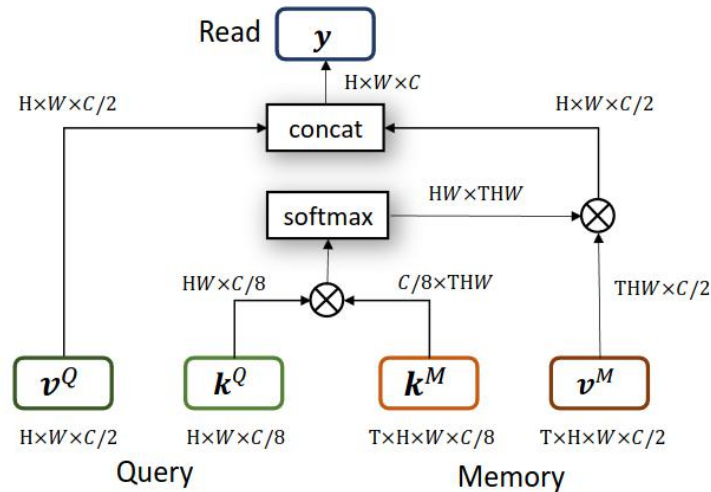 Read
y
H×W×C
H×W×C/2
H×W×C/2
concat
HW×THW
softmax
HW×C/8
C/8×THW
THW×C/2
v^Q
k^Q
k^M
v^M
H×W×C/2
H×W×C/8
T×H×W×C/8
T×H×W×C/2
Query
Memory